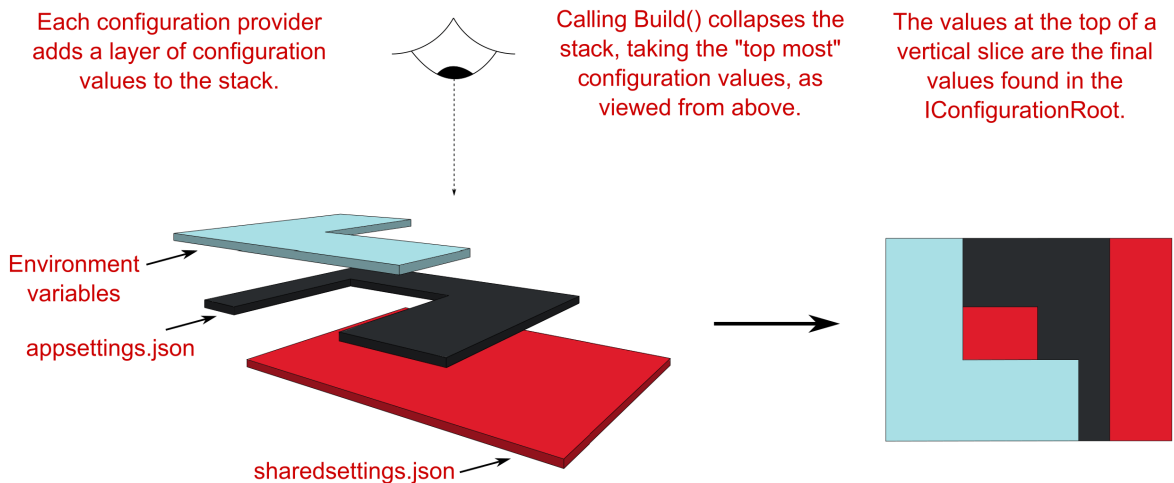 Each configuration provider
adds a layer of configuration
values to the stack.
Calling Build() collapses the
stack, taking the "top most"
configuration values, as
viewed from above.
The values at the top of a
vertical slice are the final
values found in the
IConfigurationRoot.
Environment
variables
appsettings.json
sharedsettings.json